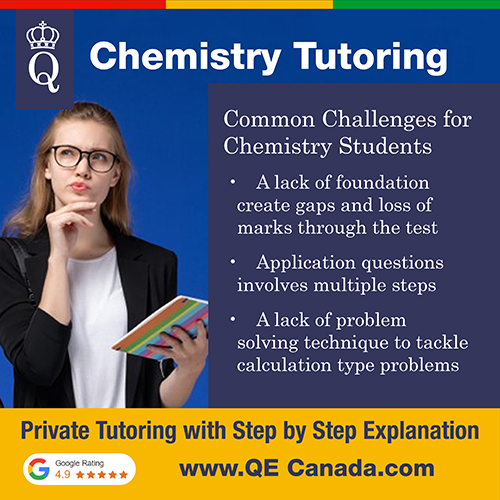 Q
Chemistry Tutoring
Common Challenges for
Chemistry Students
• A lack of foundation
create gaps and loss of
marks through the test
• Application questions
involves multiple steps
• A lack of problem
solving technique to tackle
calculation type problems
Private Tutoring with Step by Step Explanation
G
Google Rating
4.9 ★★★★★
www.QE Canada.com